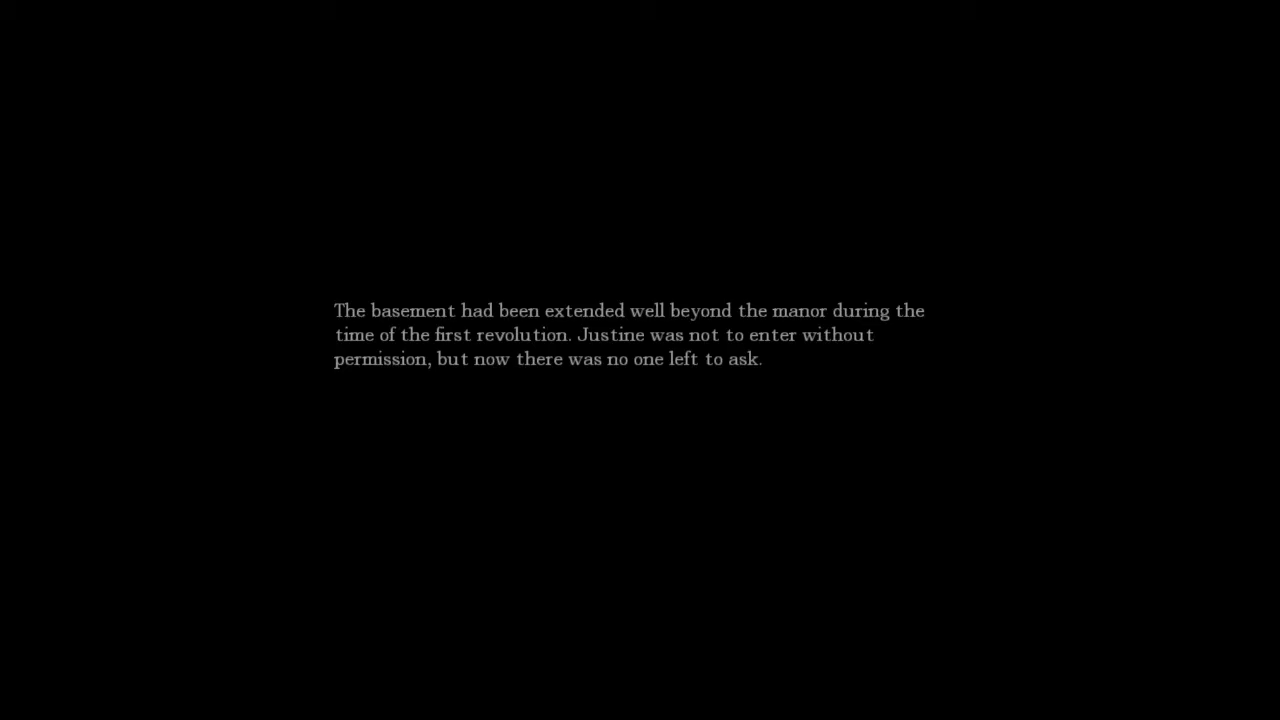 The basement had been extended well beyond the manor during the
time of the first revolution. Justine was not to enter without
permission, but now there was no one left to ask.